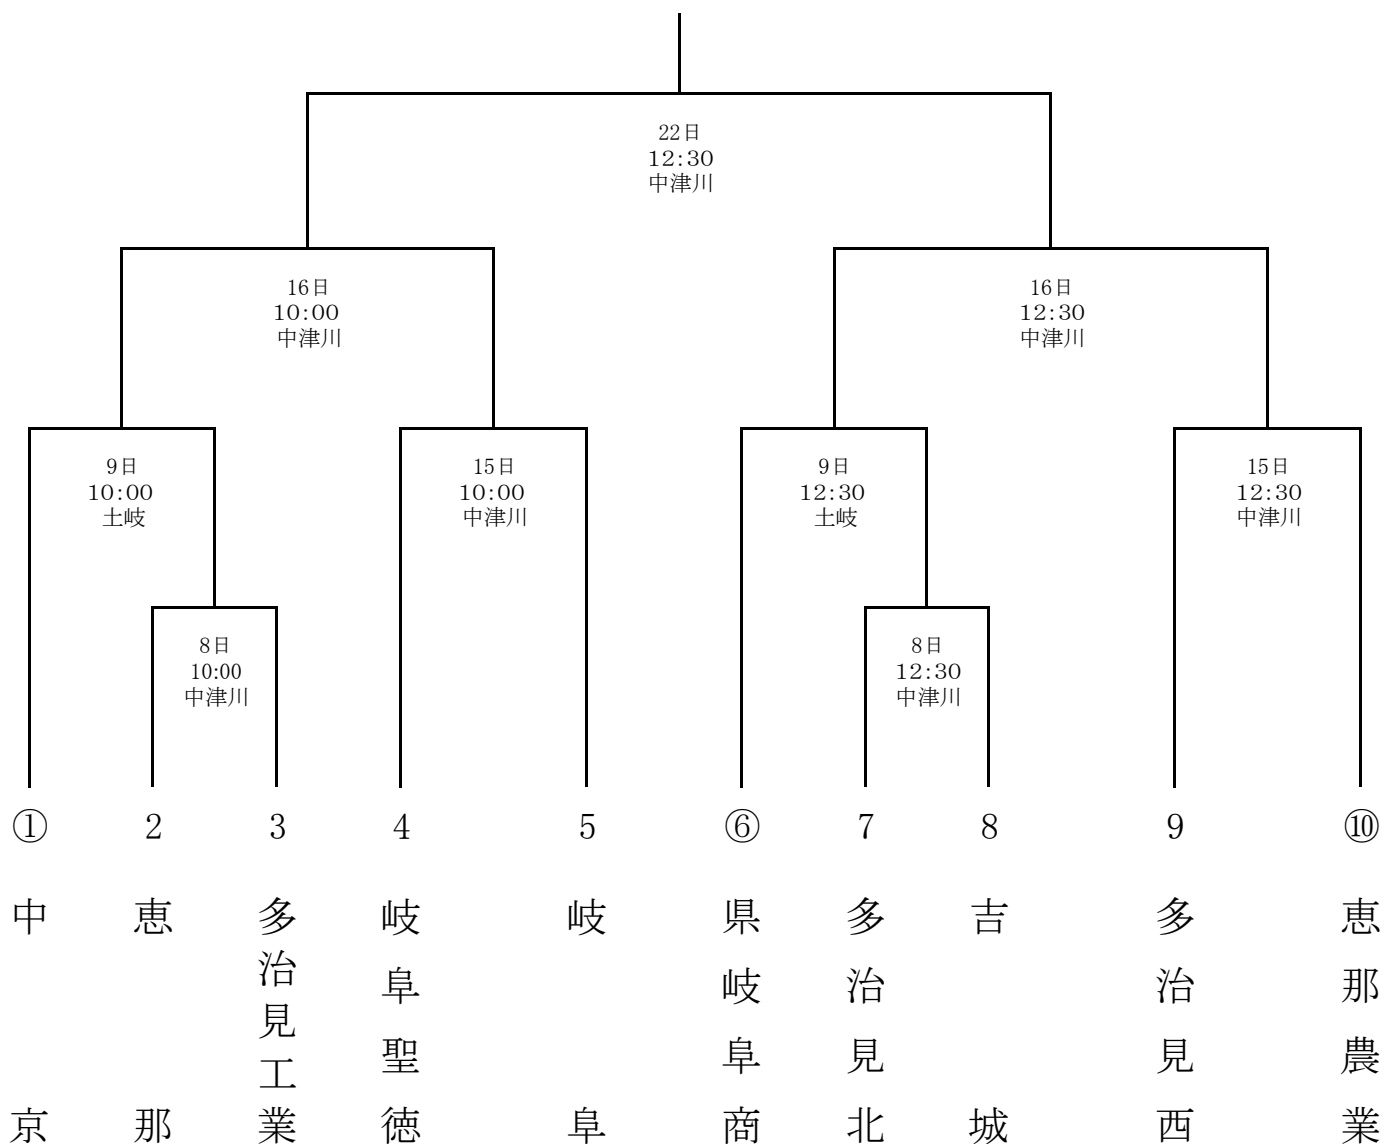 22日
12:30
中津川
16日
10:00
中津川
16日
12:30
中津川
9日
10:00
土岐
15日
10:00
中津川
9日
12:30
土岐
15日
12:30
中津川
8日
10:00
中津川
8日
12:30
中津川
① 2 3 4 5 ⑥ 7 8 9 ⑩
中京
恵那
多治見工業
岐阜聖徳
岐阜
県岐阜商
多治見北
吉城
多治見西
恵那農業